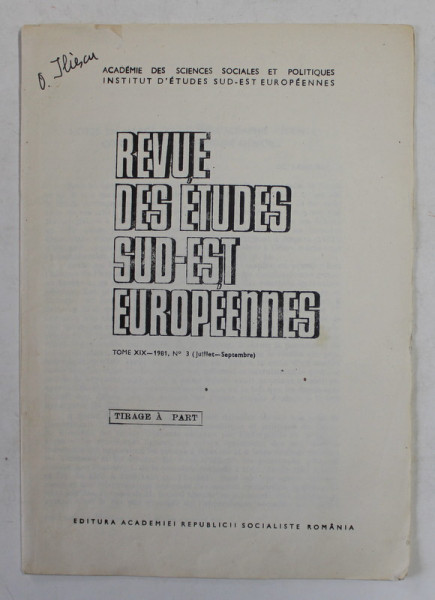 O. Iliescu
ACADÉMIE DES SCIENCES SOCIALES ET POLITIQUES
INSTITUT D'ÉTUDES SUD-EST EUROPÉENNES
REVUE
DES ÉTUDES
SUD-EST
EUROPÉENNES
TOME XIX—1981, Nº 3 (Juillet—Septembre)
TIRAGE À PART
EDITURA ACADEMIEI REPUBLICII SOCIALISTE ROMÂNIA